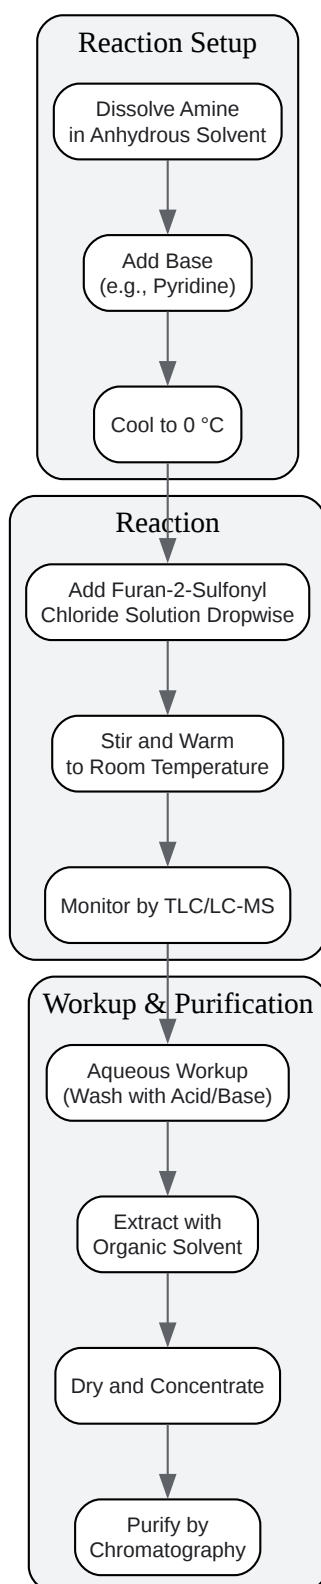 Reaction Setup
Dissolve Amine
in Anhydrous Solvent
Add Base
(e.g., Pyridine)
Cool to 0 °C
Reaction
Add Furan-2-Sulfonyl
Chloride Solution Dropwise
Stir and Warm
to Room Temperature
Monitor by TLC/LC-MS
Workup & Purification
Aqueous Workup
(Wash with Acid/Base)
Extract with
Organic Solvent
Dry and Concentrate
Purify by
Chromatography